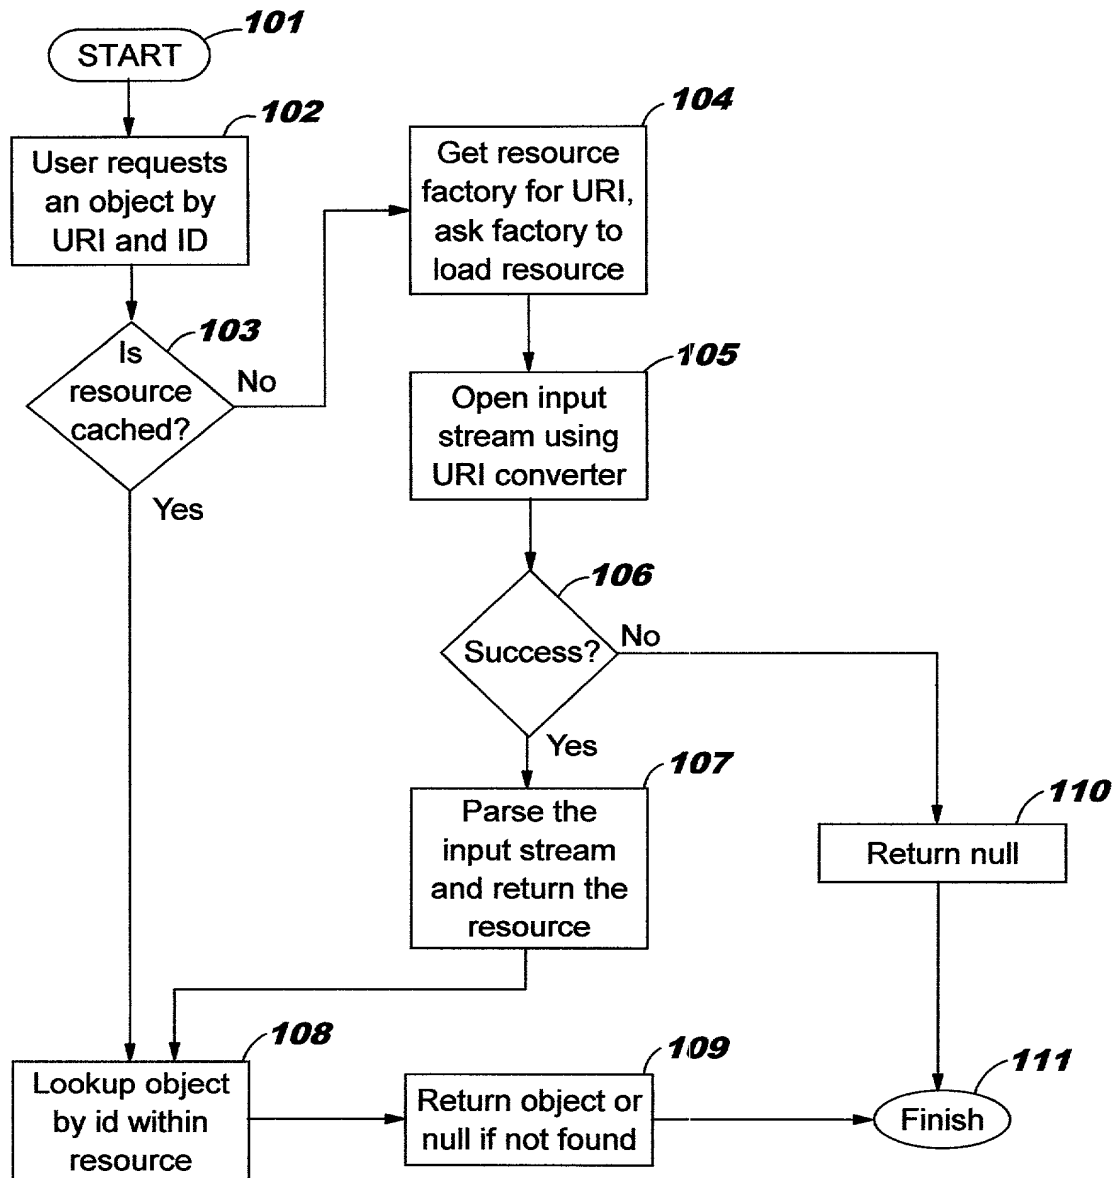 101
START
102
User requests
an object by
URI and ID
103
Is
resource
cached?
No
Yes
104
Get resource
factory for URI,
ask factory to
load resource
105
Open input
stream using
URI converter
106
Success?
No
Yes
107
Parse the
input stream
and return the
resource
110
Return null
108
Lookup object
by id within
resource
109
Return object or
null if not found
111
Finish